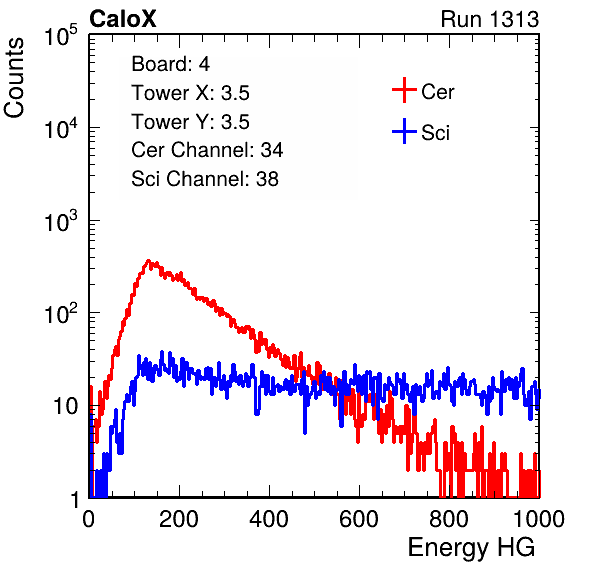 CaloX Run 1313
Counts
10^5
10^4
10^3
10^2
10
1
Board: 4
Tower X: 3.5
Tower Y: 3.5
Cer Channel: 34
Sci Channel: 38
Cer
Sci
0 200 400 600 800 1000
Energy HG